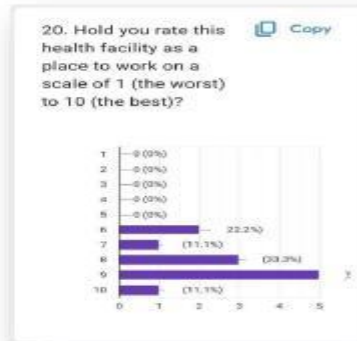 20. Hold you rate this
Copy
health facility as a
place to work on a
scale of 1 (the worst)
to 10 (the best)?
1 0 (0%)
2 0 (0%)
3 0 (0%)
4 0 (0%)
5 0 (0%)
6 22.2%)
7 (11.1%)
8 (33.3%)
9
10 (11.1%)
0 1 2 3 4 5